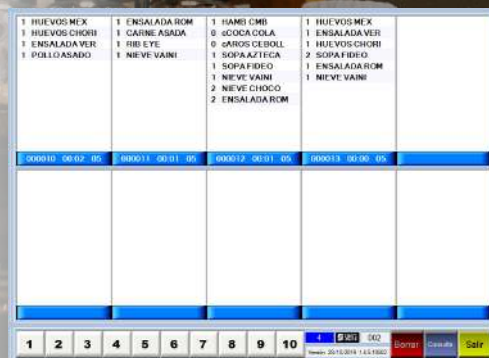 1 HUEVOS MEX
1 HUEVOS CHORI
1 ENSALADA VER
1 POLLO ASADO
000010 00:02 05
1 ENSALADA ROM
1 CARNE ASADA
1 RIB EYE
1 NIEVE VAINI
000011 00:01 05
1 HAMB CMB
0 cCOCA COLA
0 cAROS CEBOLL
1 SOPA AZTECA
1 SOPA FIDEO
1 NIEVE VAINI
2 NIEVE CHOCO
2 ENSALADA ROM
000012 00:01 05
1 HUEVOS MEX
1 ENSALADA VER
1 HUEVOS CHORI
2 SOPA FIDEO
1 ENSALADA ROM
1 NIEVE VAINI
000013 00:00 05
1 2 3 4 5 6 7 8 9 10
4 002
Borrar Consulta Salir